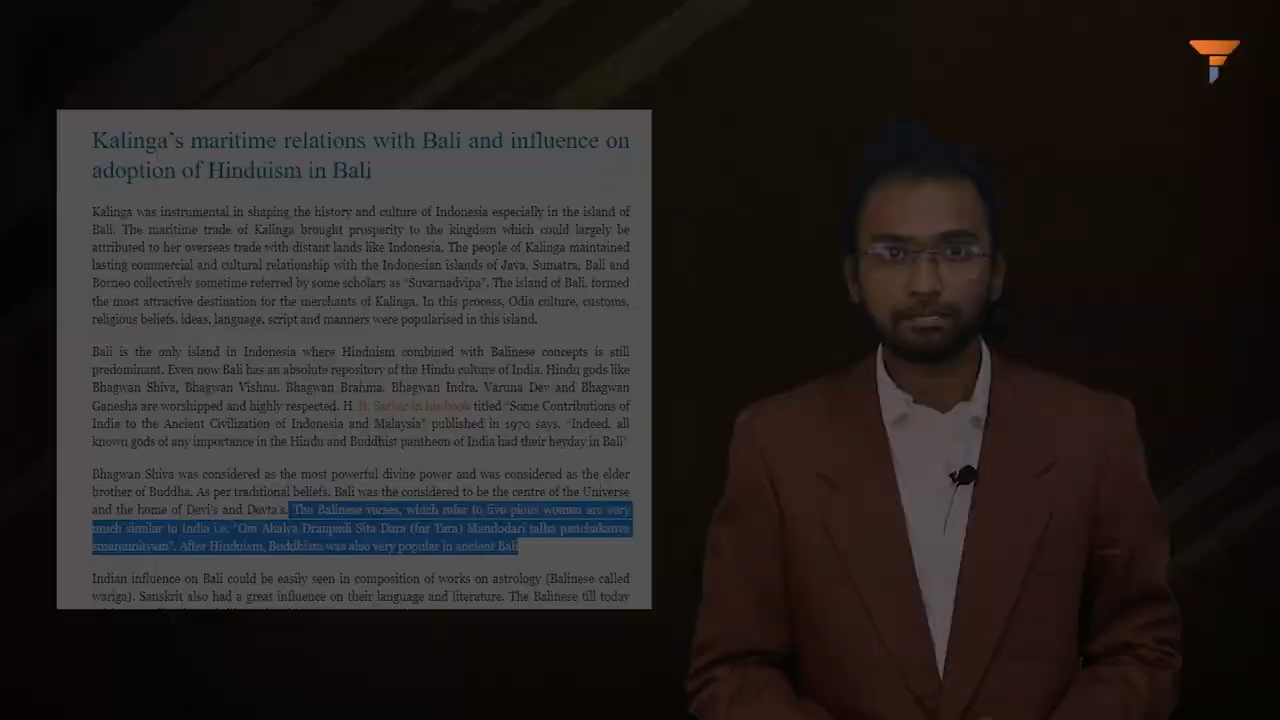 Kalinga's maritime relations with Bali and influence on
adoption of Hinduism in Bali
Kalinga was instrumental in shaping the history and culture of Indonesia especially in the island of
Bali. The maritime trade of Kalinga brought prosperity to the kingdom which could largely be
attributed to her overseas trade with distant lands like Indonesia. The people of Kalinga maintained
lasting commercial and cultural relationship with the Indonesian islands of Java, Sumatra, Bali and
Borneo collectively sometime referred by some scholars as "Suvarnadvipa". The island of Bali, formed
the most attractive destination for the merchants of Kalinga. In this process, Odia culture, customs,
religious beliefs, ideas, language, script and manners were popularised in this island.
Bali is the only island in Indonesia where Hinduism combined with Balinese concepts is still
predominant. Even now Bali has an absolute repository of the Hindu culture of India. Hindu gods like
Bhagwan Shiva, Bhagwan Vishnu, Bhagwan Brahma, Bhagwan Indra, Varuna Dev and Bhagwan
Ganesha are worshipped and highly respected. H. B. Sarkar in his book titled "Some Contributions of
India to the Ancient Civilization of Indonesia and Malaysia" published in 1970 says, "Indeed, all
known gods of any importance in the Hindu and Buddhist pantheon of India had their heyday in Bali"
Bhagwan Shiva was considered as the most powerful divine power and was considered as the elder
brother of Buddha. As per traditional beliefs, Bali was the considered to be the centre of the Universe
and the home of Devi's and Devta's. The Balinese verses, which refer to five pious women are very
much similar to India i.e. "Om Ahalya Draupadi Sita Dara (for Tara) Mandodari talha panchakanya
smarennityam". After Hinduism, Buddhism was also very popular in ancient Bali
Indian influence on Bali could be easily seen in composition of works on astrology (Balinese called
wariga). Sanskrit also had a great influence on their language and literature. The Balinese till today